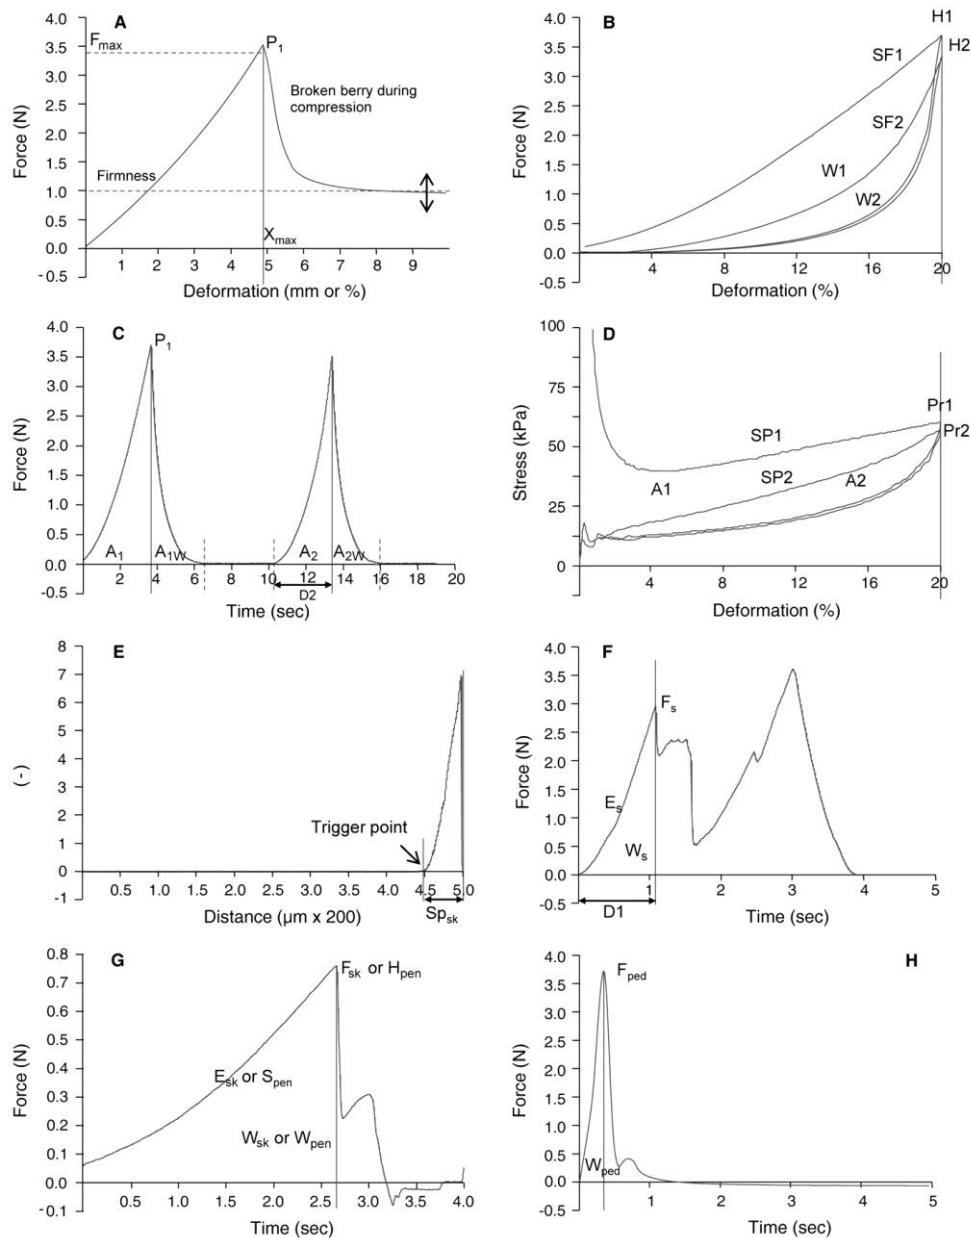 A
Force (N)
4.0
3.5
3.0
2.5
2.0
1.5
1.0
0.5
0.0
-0.5
Fmax
P1
Broken berry during
compression
Firmness
Xmax
1 2 3 4 5 6 7 8 9
Deformation (mm or %)
B
H1
H2
Force (N)
4.0
3.5
3.0
2.5
2.0
1.5
1.0
0.5
0.0
-0.5
SF1
SF2
W1
W2
4 8 12 16 20
Deformation (%)
C
Force (N)
4.0
3.5
3.0
2.5
2.0
1.5
1.0
0.5
0.0
-0.5
P1
A1 A1W A2 A2W
2 4 6 8 10 12 14 16 18 20
D2
Time (sec)
D
Stress (kPa)
100
75
50
25
0
Pr1
Pr2
SP1
SP2
A1
A2
4 8 12 16 20
Deformation (%)
E
(-)
8
7
6
5
4
3
2
1
0
-1
Trigger point
0.5 1.0 2.0 2.5 3.0 3.5 4.0 4.5 5.0
Distance (µm x 200)
Spsk
F
Force (N)
4.0
3.5
3.0
2.5
2.0
1.5
1.0
0.5
0.0
-0.5
Fs
Es
Ws
1 2 3 4 5
D1
Time (sec)
G
Force (N)
0.8
0.7
0.6
0.5
0.4
0.3
0.2
0.1
0.0
-0.1
Fsk or Hpen
Esk or Spen
Wsk or Wpen
0.5 1.0 1.5 2.0 2.5 3.0 3.5 4.0
Time (sec)
H
Force (N)
4.0
3.5
3.0
2.5
2.0
1.5
1.0
0.5
0.0
-0.5
Fped
Wped
1 2 3 4 5
Time (sec)